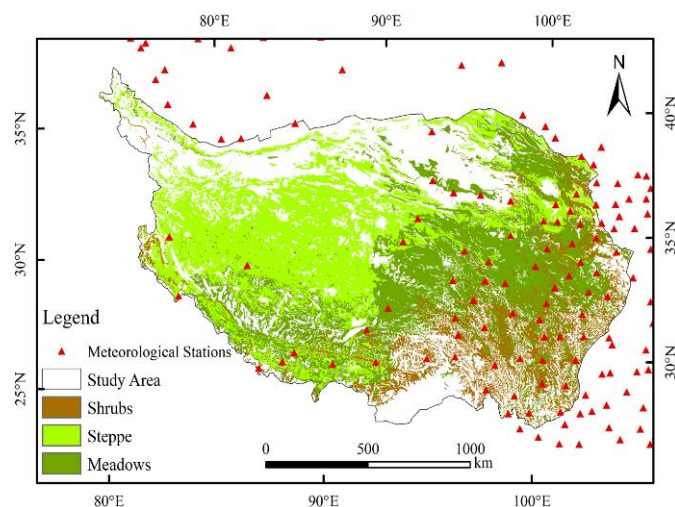 80°E 90°E 100°E
N
40°N
35°N
35°N
30°N
Legend
Meteorological Stations
Study Area
30°N
25°N
Shrubs
Steppe
Meadows
0 500 1000
km
80°E 90°E 100°E